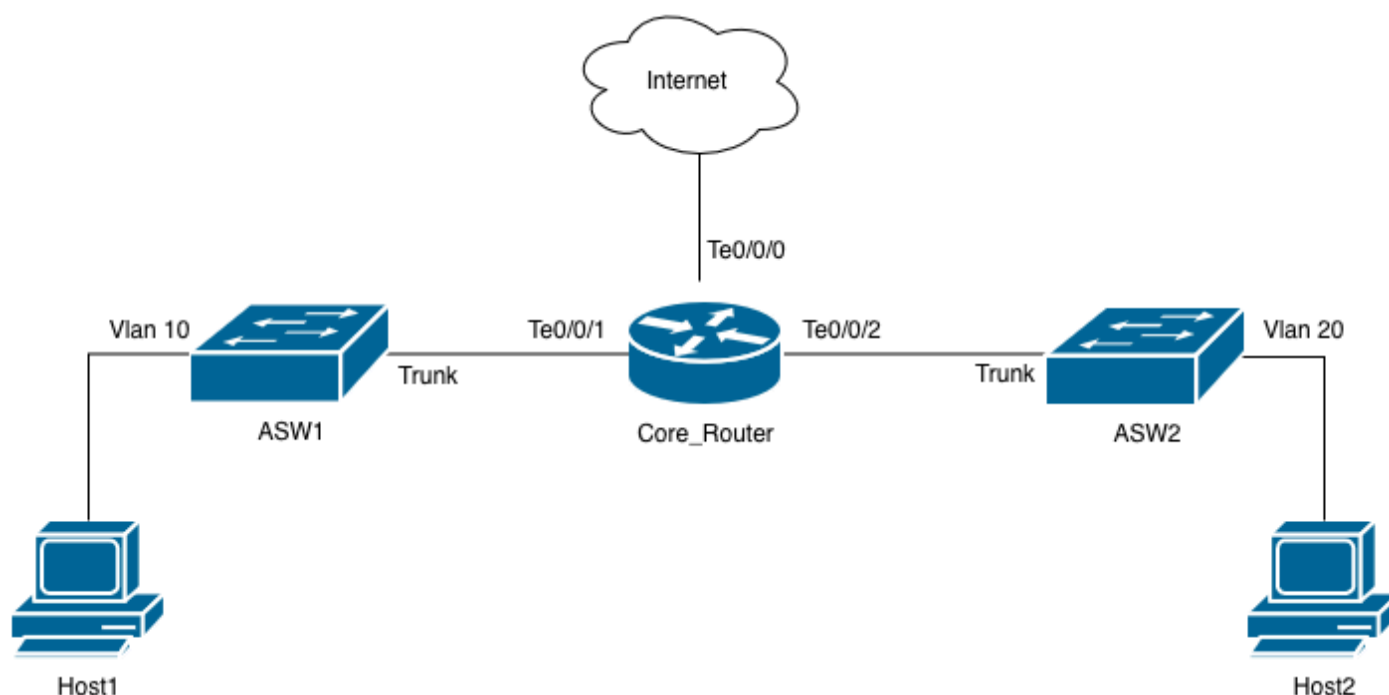 Internet
Te0/0/0
Vlan 10
Te0/0/1
Te0/0/2
Vlan 20
Trunk
Trunk
ASW1
Core_Router
ASW2
Host1
Host2